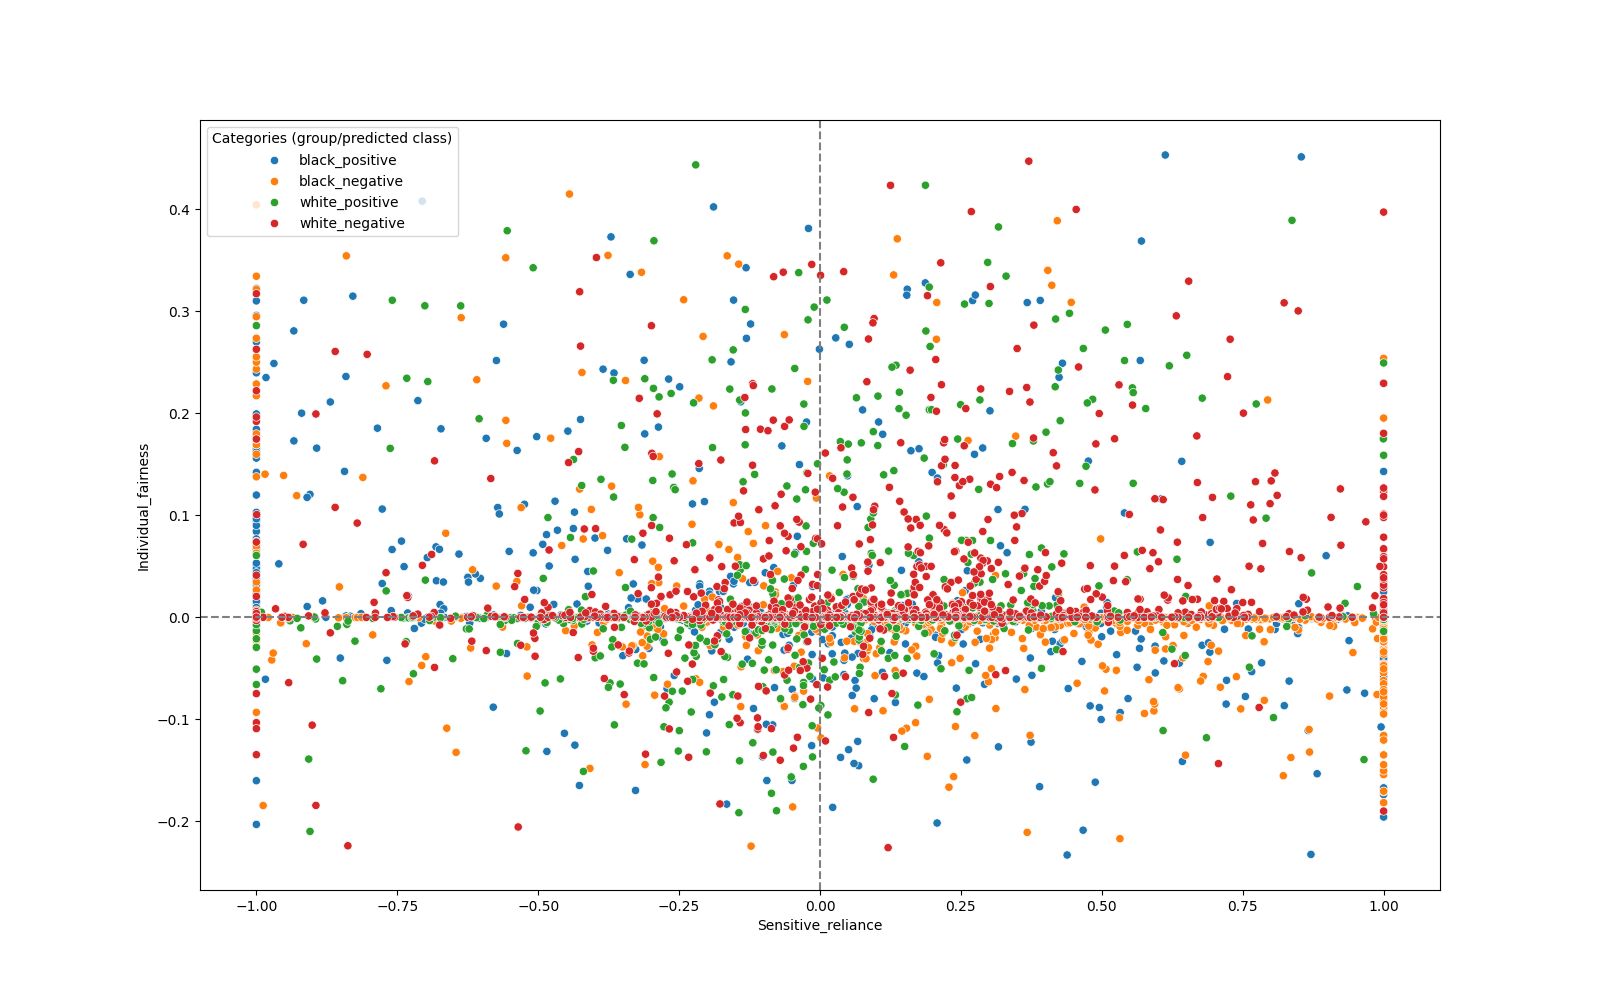 Categories (group/predicted class)
black_positive
black_negative
white_positive
white_negative
0.4
0.3
0.2
0.1
0.0
−0.1
−0.2
Individual_fairness
−1.00
−0.75
−0.50
−0.25
0.00
0.25
0.50
0.75
1.00
Sensitive_reliance